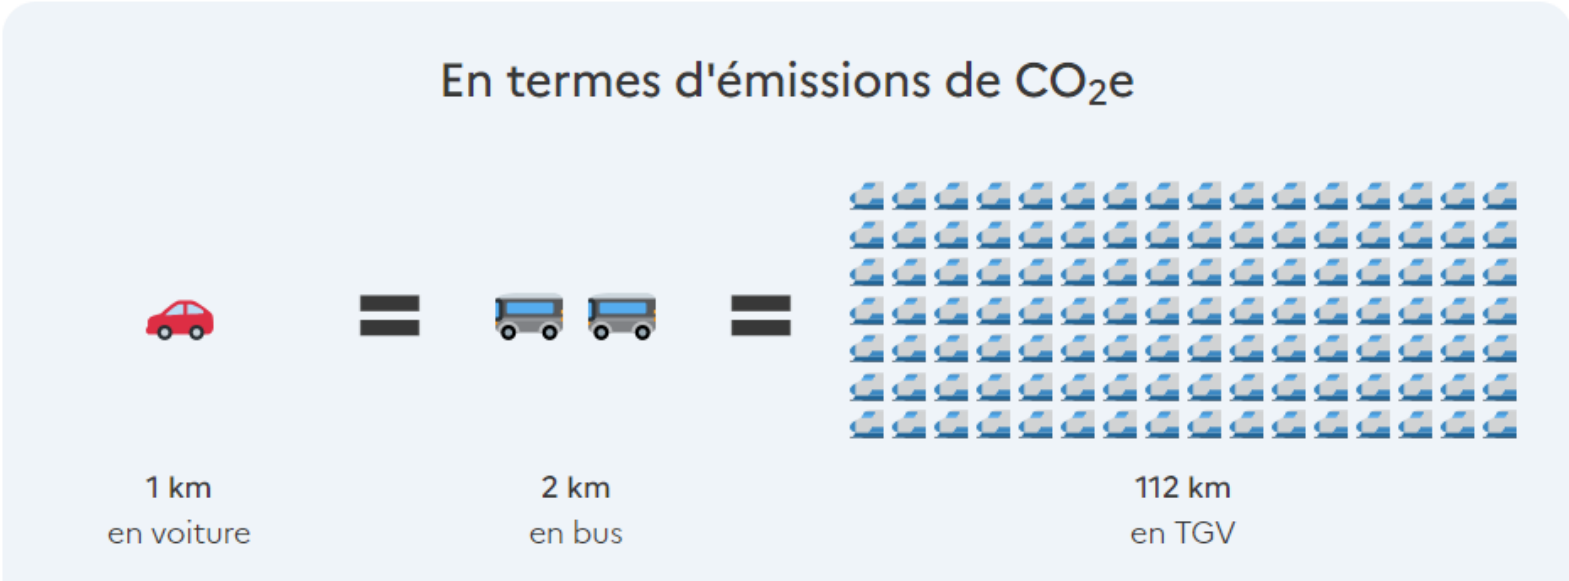 En termes d'émissions de CO₂e
1 km
en voiture
2 km
en bus
112 km
en TGV